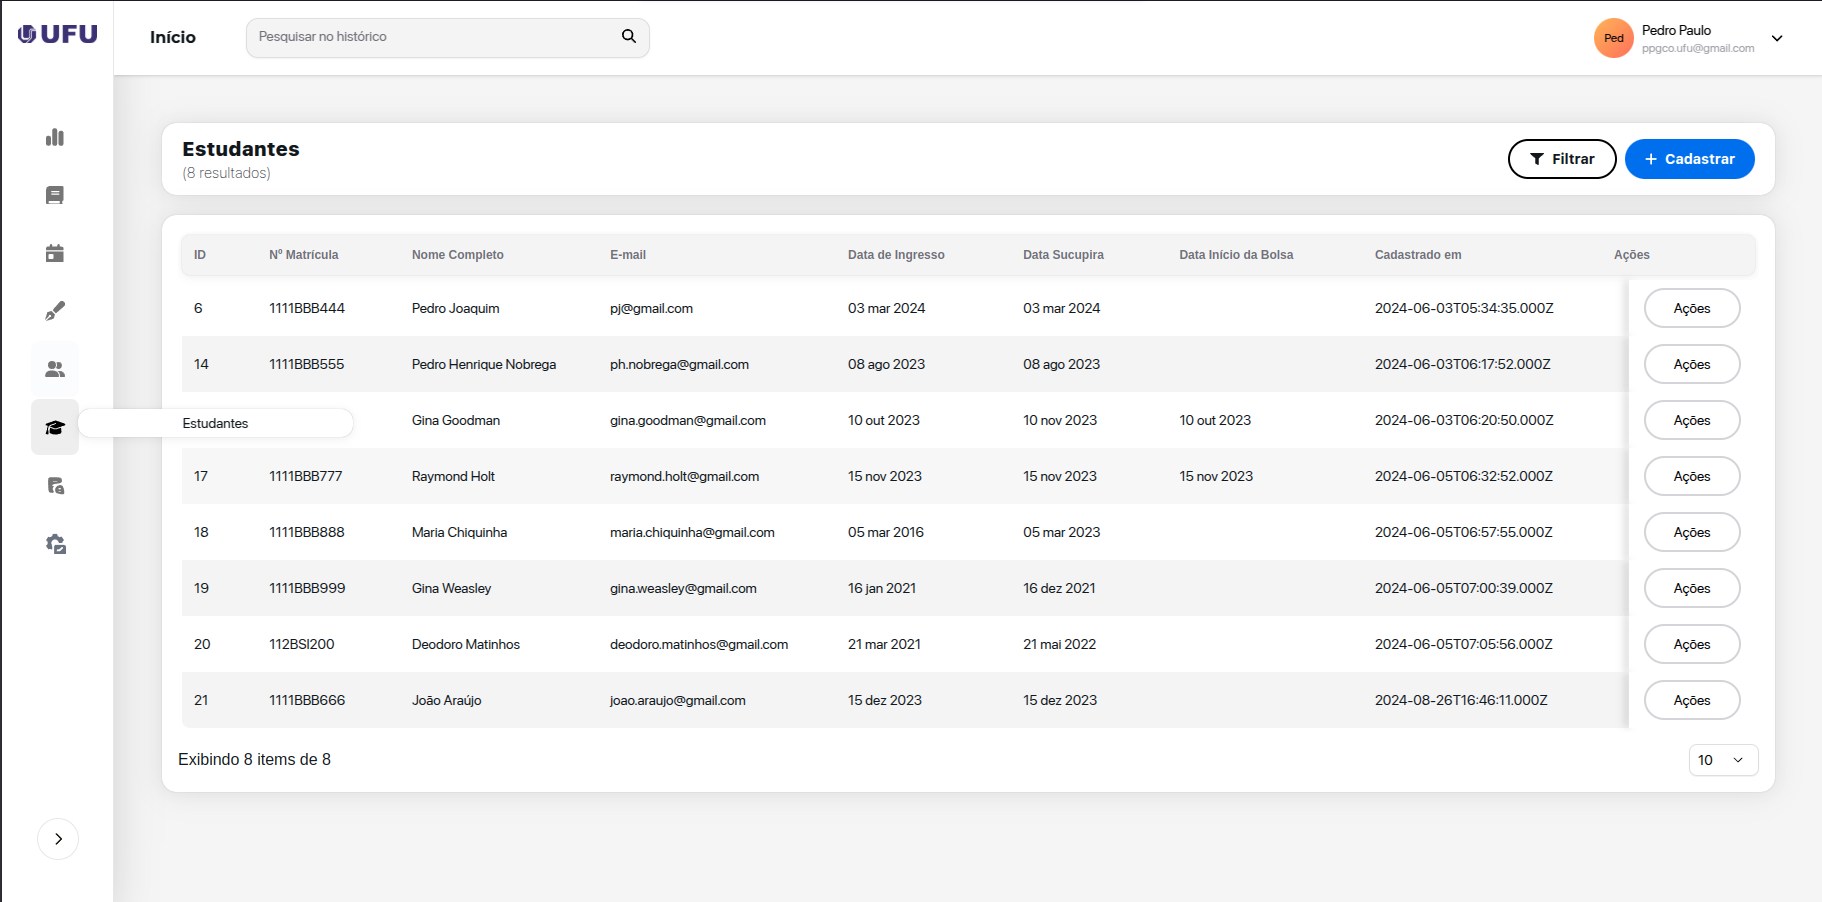 UFU
Início
Pesquisar no histórico
Ped
Pedro Paulo
ppgco.ufu@gmail.com
Estudantes
(8 resultados)
Filtrar
+ Cadastrar
ID Nº Matrícula Nome Completo E-mail Data de Ingresso Data Sucupira Data Início da Bolsa Cadastrado em Ações
6 1111BBB444 Pedro Joaquim pj@gmail.com 03 mar 2024 03 mar 2024 2024-06-03T05:34:35.000Z Ações
14 1111BBB555 Pedro Henrique Nobrega ph.nobrega@gmail.com 08 ago 2023 08 ago 2023 2024-06-03T06:17:52.000Z Ações
Estudantes
Gina Goodman gina.goodman@gmail.com 10 out 2023 10 nov 2023 10 out 2023 2024-06-03T06:20:50.000Z Ações
17 1111BBB777 Raymond Holt raymond.holt@gmail.com 15 nov 2023 15 nov 2023 15 nov 2023 2024-06-05T06:32:52.000Z Ações
18 1111BBB888 Maria Chiquinha maria.chiquinha@gmail.com 05 mar 2016 05 mar 2023 2024-06-05T06:57:55.000Z Ações
19 1111BBB999 Gina Weasley gina.weasley@gmail.com 16 jan 2021 16 dez 2021 2024-06-05T07:00:39.000Z Ações
20 112BSI200 Deodoro Matinhos deodoro.matinhos@gmail.com 21 mar 2021 21 mai 2022 2024-06-05T07:05:56.000Z Ações
21 1111BBB666 João Araújo joao.araujo@gmail.com 15 dez 2023 15 dez 2023 2024-08-26T16:46:11.000Z Ações
Exibindo 8 items de 8
10